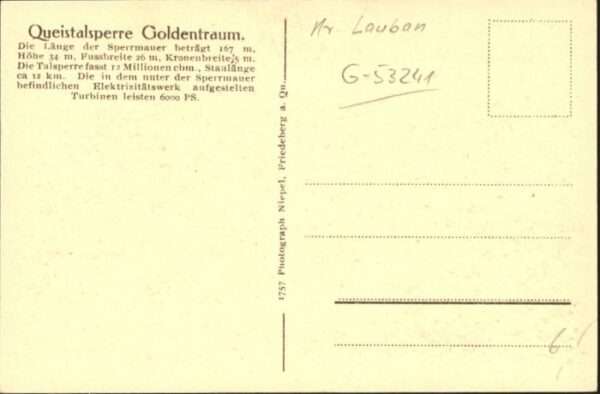 Queistalsperre Goldentraum.
Die Länge der Sperrmauer beträgt 167 m,
Höhe 34 m, Fussbreite 26 m, Kronenbreite 5 m.
Die Talsperre fasst 12 Millionen cbm., Staulänge
ca 12 km. Die in dem unter der Sperrmauer
befindlichen Elektrizitätswerk aufgestellten
Turbinen leisten 6000 PS.
1757 Photograph Niepel, Friedeberg a. Qu.
Kr. Lauban
G-53241
6